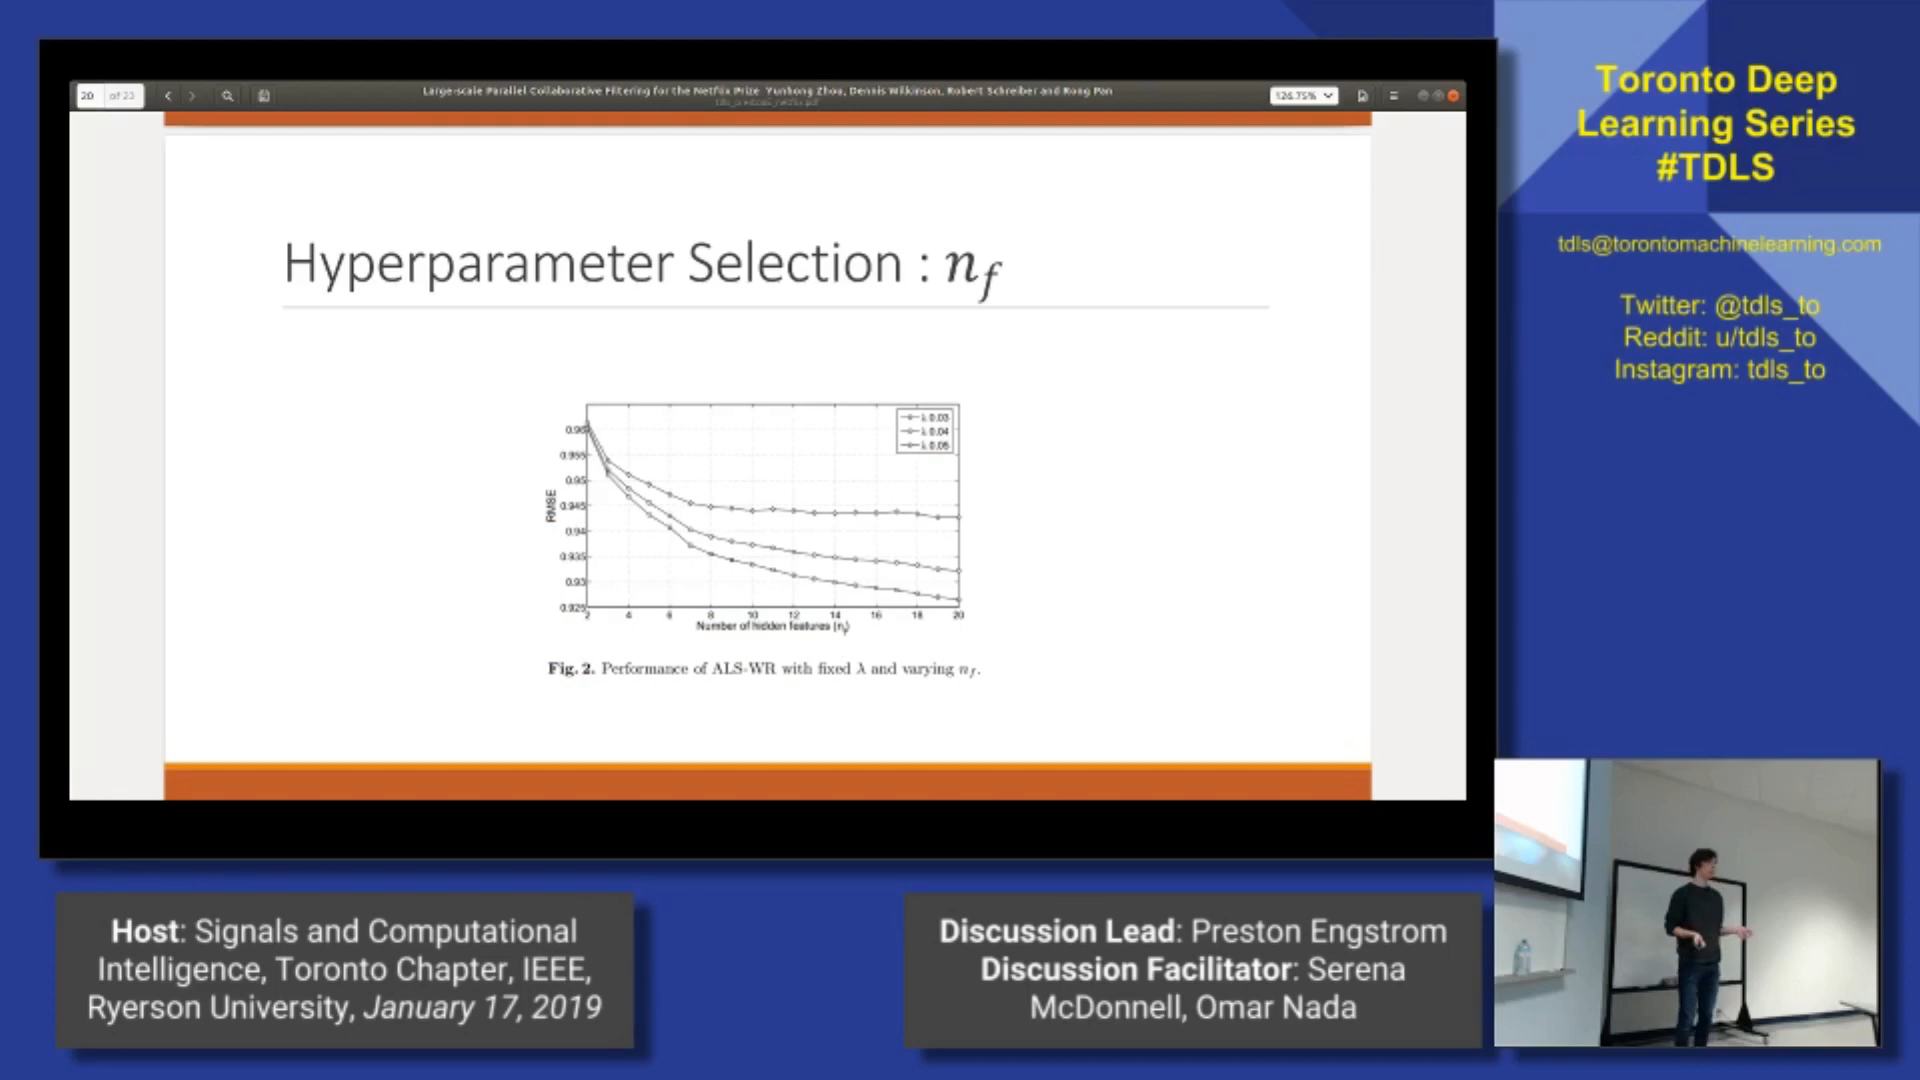 20 of 23
Large-scale Parallel Collaborative Filtering for the Netflix Prize Yunhong Zhou, Dennis Wilkinson, Robert Schreiber and Rong Pan
126.75%
Hyperparameter Selection : n_f
0.96
0.955
0.95
0.945
0.94
0.935
0.93
0.925
RMSE
λ 0.03
λ 0.04
λ 0.05
2 4 6 8 10 12 14 16 18 20
Number of hidden features (n_f)
Fig. 2. Performance of ALS-WR with fixed λ and varying n_f.
Toronto Deep
Learning Series
#TDLS
tdls@torontomachinelearning.com
Twitter: @tdls_to
Reddit: u/tdls_to
Instagram: tdls_to
Host: Signals and Computational
Intelligence, Toronto Chapter, IEEE,
Ryerson University, January 17, 2019
Discussion Lead: Preston Engstrom
Discussion Facilitator: Serena
McDonnell, Omar Nada